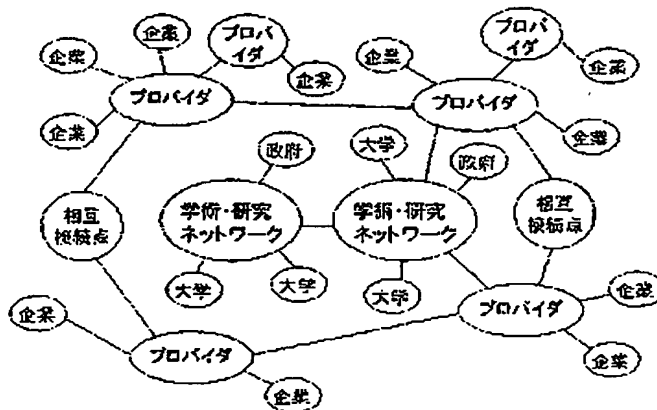 企業
プロ
バイダ
プロ
バイダ
企業
企業
企業
企業
プロバイダ
プロバイダ
企業
企業
政府
大学
政府
学術・研究
ネットワーク
学術・研究
ネットワーク
相互
接続点
相互
接続点
大学
大学
大学
企業
プロバイダ
企業
プロバイダ
企業
企業